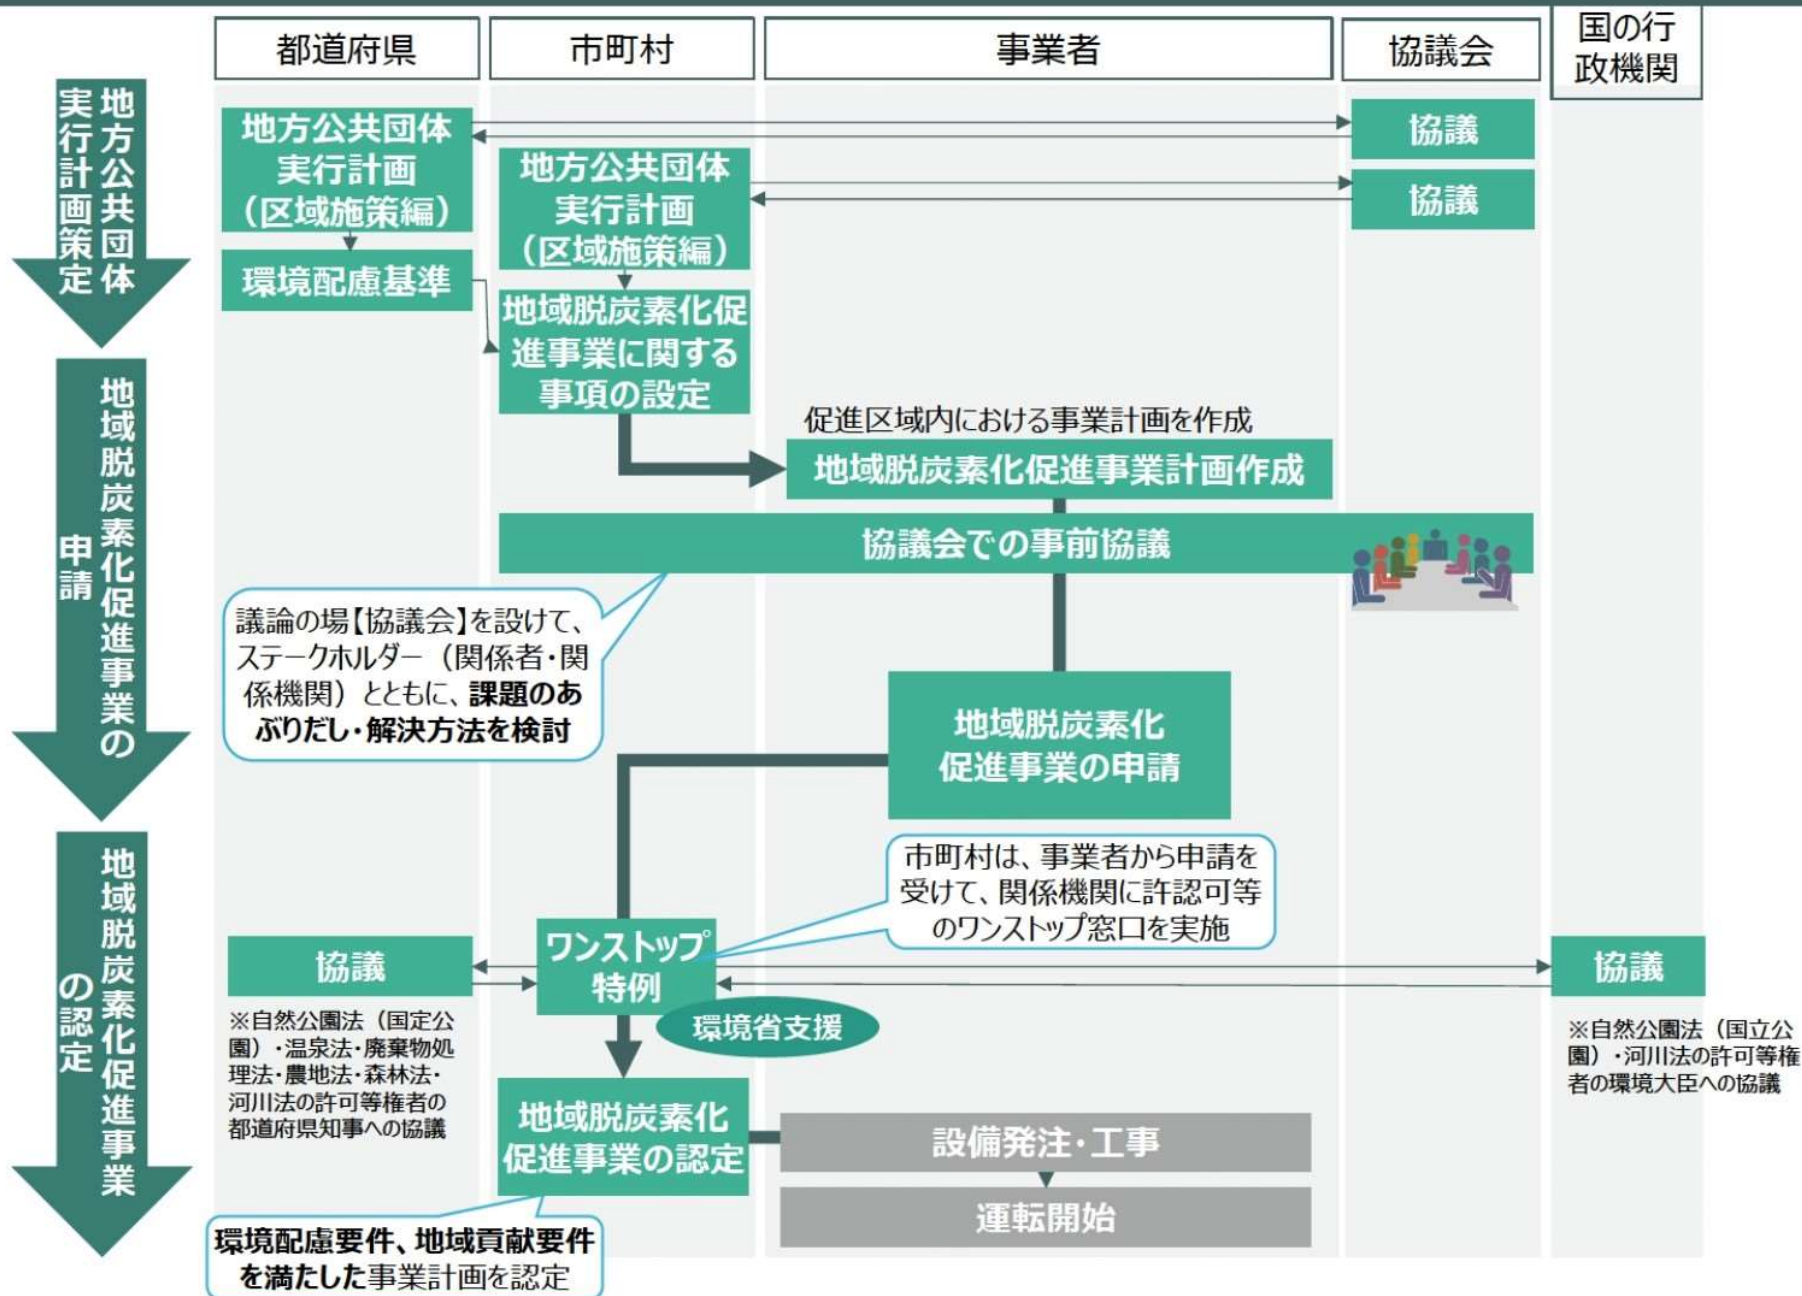 都道府県
市町村
事業者
協議会
国の行
政機関
地方公共団体
実行計画策定
地方公共団体
実行計画
（区域施策編）
協議
地方公共団体
実行計画
（区域施策編）
協議
環境配慮基準
地域脱炭素化促
進事業に関する
事項の設定
地域脱炭素化促進事業の
申請
促進区域内における事業計画を作成
地域脱炭素化促進事業計画作成
協議会での事前協議
議論の場【協議会】を設けて、
ステークホルダー（関係者・関
係機関）とともに、課題のあ
ぶりだし・解決方法を検討
地域脱炭素化
促進事業の申請
市町村は、事業者から申請を
受けて、関係機関に許認可等
のワンストップ窓口を実施
地域脱炭素化促進事業
の認定
協議
ワンストップ
特例
協議
環境省支援
※自然公園法（国定公
園）・温泉法・廃棄物処
理法・農地法・森林法・
河川法の許可等権者の
都道府県知事への協議
※自然公園法（国立公
園）・河川法の許可等権
者の環境大臣への協議
地域脱炭素化
促進事業の認定
設備発注・工事
運転開始
環境配慮要件、地域貢献要件
を満たした事業計画を認定